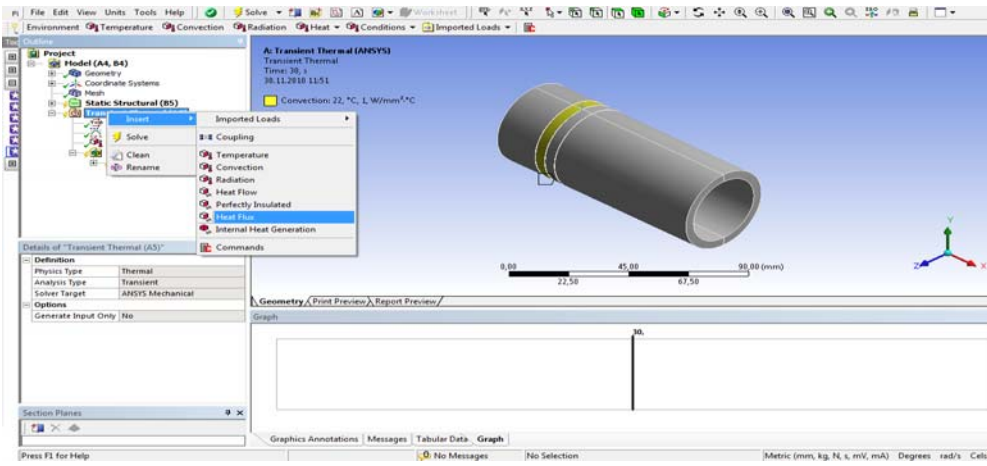 File Edit View Units Tools Help Solve Worksheet
Environment Temperature Convection Radiation Heat Conditions Imported Loads
Outline
Project
Model (A4, B4)
Geometry
Coordinate Systems
Mesh
Static Structural (B5)
Insert
Solve
Clean
Rename
Imported Loads
Coupling
Temperature
Convection
Radiation
Heat Flow
Perfectly Insulated
Heat Flux
Internal Heat Generation
Commands
A: Transient Thermal (ANSYS)
Transient Thermal
Time: 30, s
30.11.2010 11:51
Convection: 22, °C, 1, W/mm²·°C
0,00 45,00 90,00 (mm)
22,50 67,50
Y
Z X
Geometry Print Preview Report Preview
Details of "Transient Thermal (A5)"
Definition
Physics Type Thermal
Analysis Type Transient
Solver Target ANSYS Mechanical
Options
Generate Input Only No
Graph
30,
Section Planes
Graphics Annotations Messages Tabular Data Graph
Press F1 for Help No Messages No Selection Metric (mm, kg, N, s, mV, mA) Degrees rad/s Cels